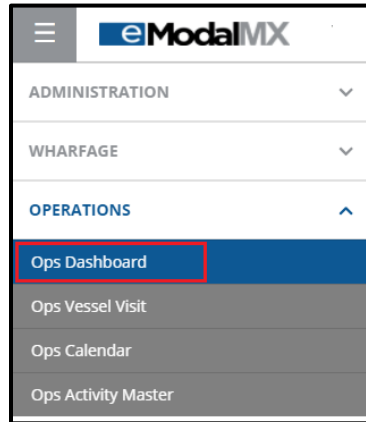 eModalMX
ADMINISTRATION
WHARFAGE
OPERATIONS
Ops Dashboard
Ops Vessel Visit
Ops Calendar
Ops Activity Master